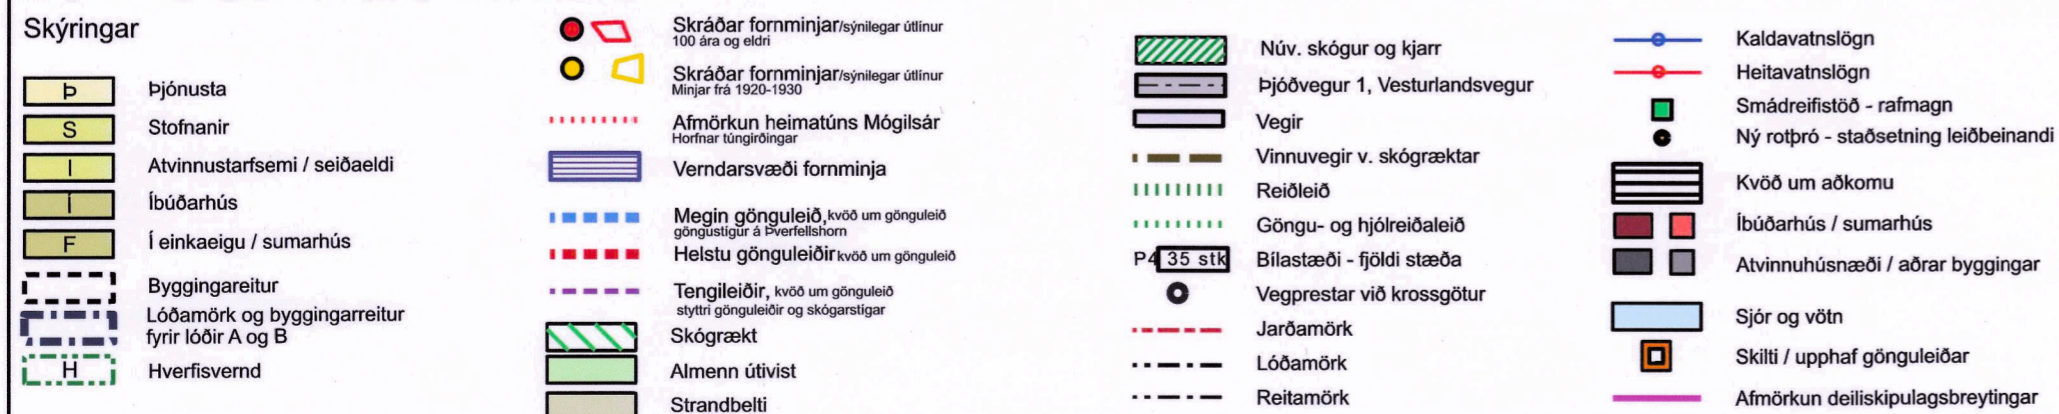 Skýringar
Þ Þjónusta
S Stofnanir
I Atvinnustarfsemi / seiðaeldi
Í Íbúðarhús
F Í einkaeigu / sumarhús
Byggingareitur
Lóðamörk og byggingarreitur
fyrir lóðir A og B
H Hverfisvernd
Skráðar fornminjar/sýnilegar útlínur
100 ára og eldri
Skráðar fornminjar/sýnilegar útlínur
Minjar frá 1920-1930
Afmörkun heimatúns Mógilsár
Horfnar túngirðingar
Verndarsvæði fornminja
Megin gönguleið, kvöð um gönguleið
göngustígur á Þverfellshorn
Helstu gönguleiðir kvöð um gönguleið
Tengileiðir, kvöð um gönguleið
styttri gönguleiðir og skógarstígar
Skógrækt
Almenn útivist
Strandbelti
Núv. skógur og kjarr
Þjóðvegur 1, Vesturlandsvegur
Vegir
Vinnuvegir v. skógræktar
Reiðleið
Göngu- og hjólreiðaleið
P4 35 stk Bílastæði - fjöldi stæða
Vegprestar við krossgötur
Jarðamörk
Lóðamörk
Reitamörk
Kaldavatnslögn
Heitavatnslögn
Smádreifistöð - rafmagn
Ný rotþró - staðsetning leiðbeinandi
Kvöð um aðkomu
Íbúðarhús / sumarhús
Atvinnuhúsnæði / aðrar byggingar
Sjór og vötn
Skilti / upphaf gönguleiðar
Afmörkun deiliskipulagsbreytingar